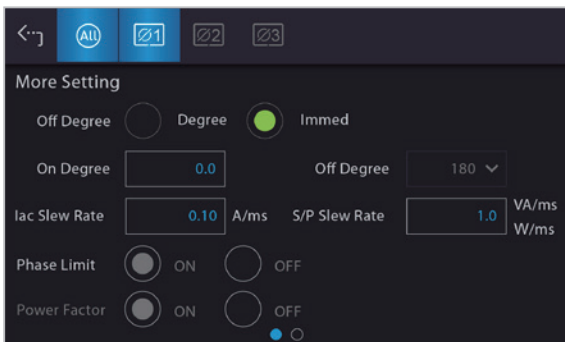 All Ø1 Ø2 Ø3
More Setting
Off Degree Degree Immed
On Degree 0.0 Off Degree 180
Iac Slew Rate 0.10 A/ms S/P Slew Rate 1.0 VA/ms
W/ms
Phase Limit ON OFF
Power Factor ON OFF